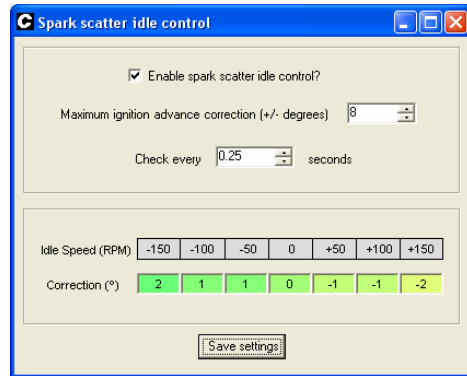 C Spark scatter idle control
Enable spark scatter idle control?
Maximum ignition advance correction (+/- degrees) 8
Check every 0.25 seconds
Idle Speed (RPM) -150 -100 -50 0 +50 +100 +150
Correction (°) 2 1 1 0 -1 -1 -2
Save settings